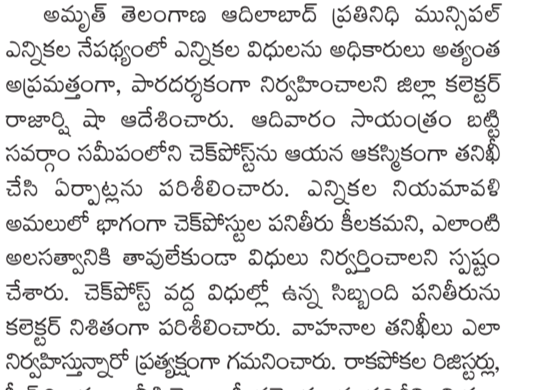 అమృత్ తెలంగాణ ఆదిలాబాద్ ప్రతినిధి మున్సిపల్
ఎన్నికల నేపథ్యంలో ఎన్నికల విధులను అధికారులు అత్యంత
అప్రమత్తంగా, పారదర్శకంగా నిర్వహించాలని జిల్లా కలెక్టర్
రాజార్షి షా ఆదేశించారు. ఆదివారం సాయంత్రం బట్టి
సవర్గాం సమీపంలోని చెక్‌పోస్ట్‌ను ఆయన ఆకస్మికంగా తనిఖీ
చేసి ఏర్పాట్లను పరిశీలించారు. ఎన్నికల నియమావళి
అమలులో భాగంగా చెక్‌పోస్టుల పనితీరు కీలకమని, ఎలాంటి
అలసత్వానికి తావులేకుండా విధులు నిర్వర్తించాలని స్పష్టం
చేశారు. చెక్‌పోస్ట్ వద్ద విధుల్లో ఉన్న సిబ్బంది పనితీరును
కలెక్టర్ నిశితంగా పరిశీలించారు. వాహనాల తనిఖీలు ఎలా
నిర్వహిస్తున్నారో ప్రత్యక్షంగా గమనించారు. రాకపోకల రిజిస్టర్లు,